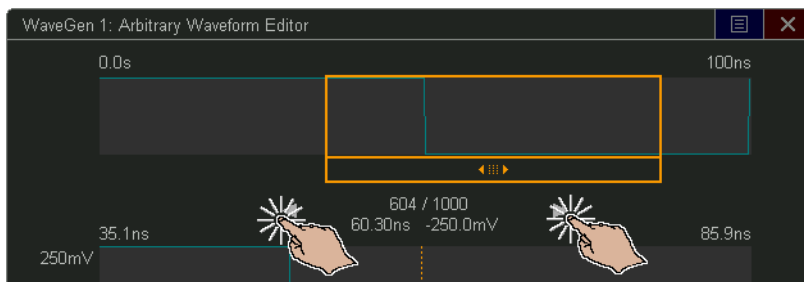 WaveGen 1: Arbitrary Waveform Editor
0.0s 100ns
604 / 1000
60.30ns -250.0mV
35.1ns 85.9ns
250mV